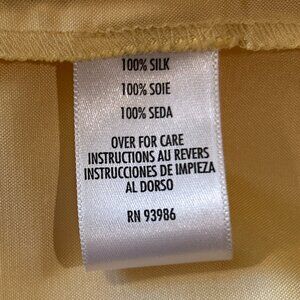 100% SILK
100% SOIE
100% SEDA
OVER FOR CARE
INSTRUCTIONS AU REVERS
INSTRUCCIONES DE IMPIEZA
AL DORSO
RN 93986